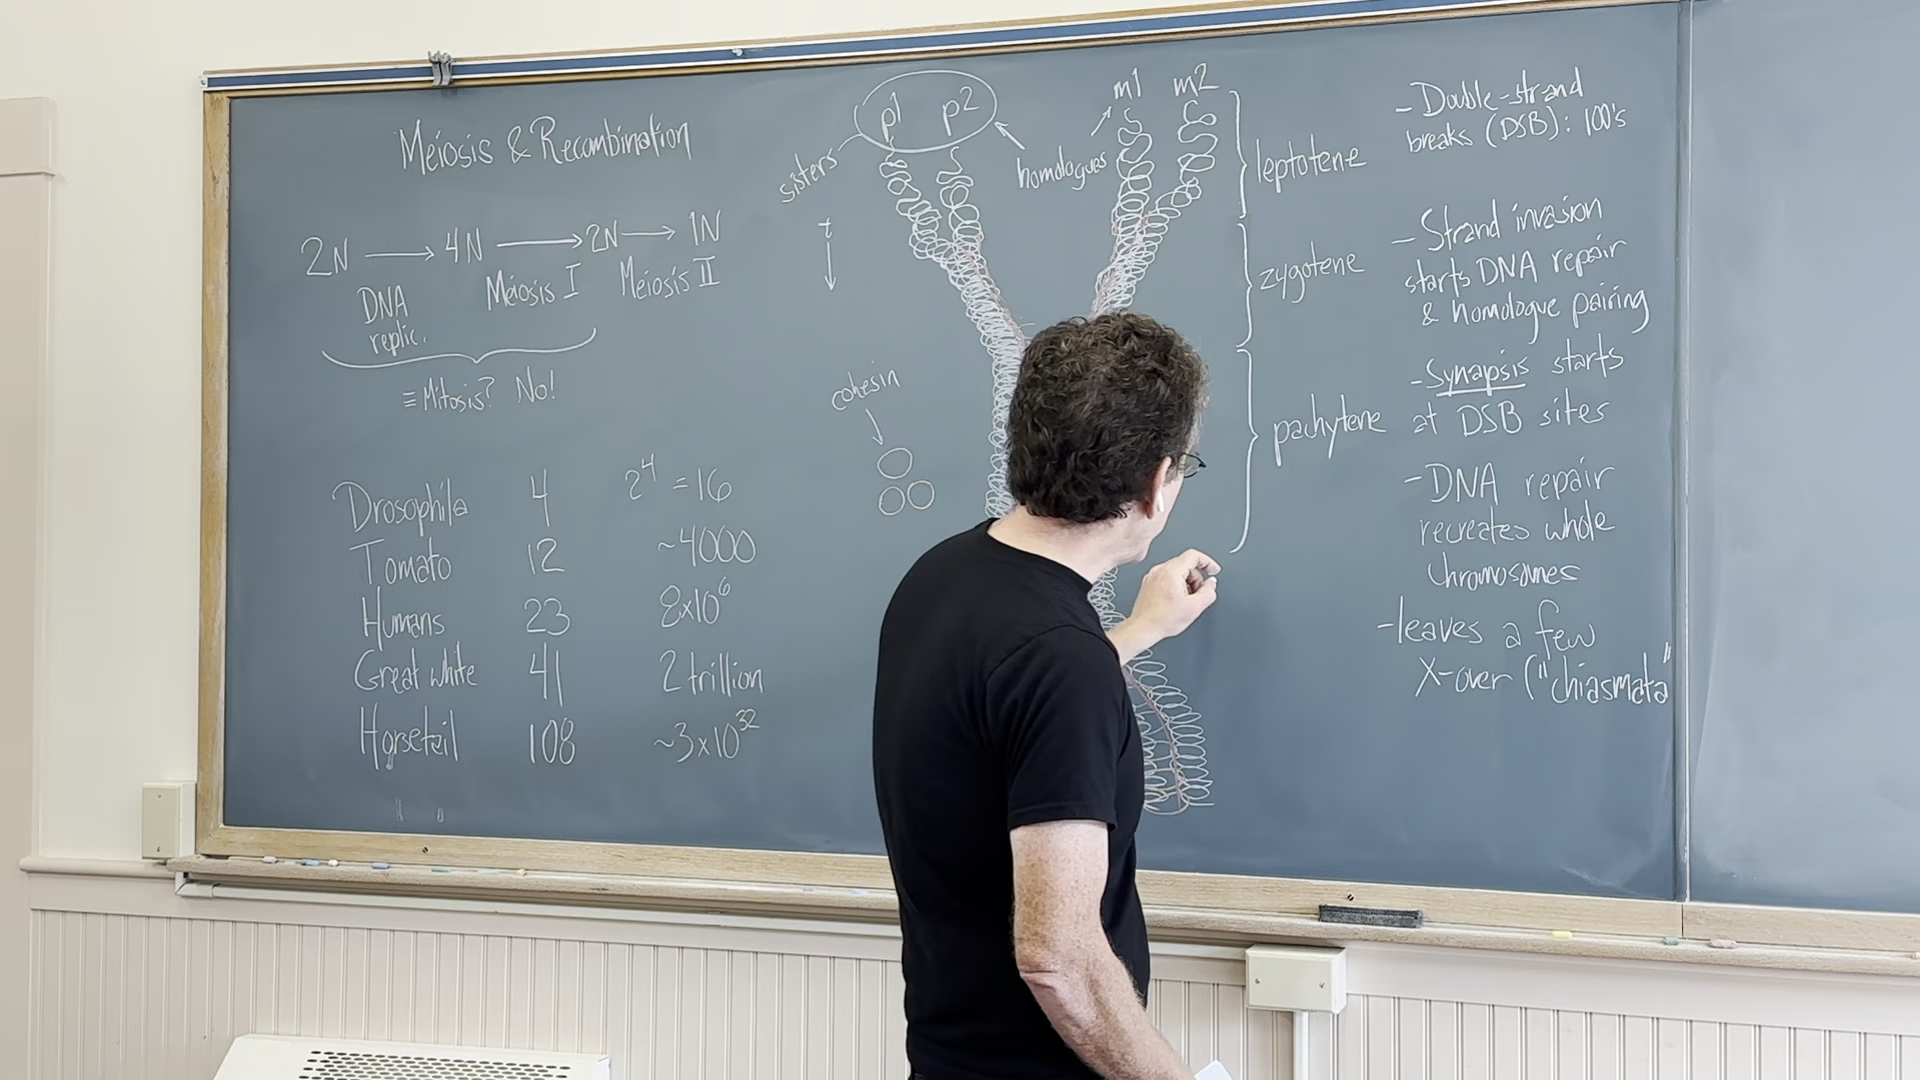 Meiosis & Recombination
2N → 4N → 2N → 1N
DNA replic.
Meiosis I
Meiosis II
≡ Mitosis? No!
Drosophila 4 2⁴ = 16
Tomato 12 ~4000
Humans 23 8x10⁶
Great white 41 2 trillion
Horsetail 108 ~3x10³²
p1 p2
m1 m2
sisters
homologues
t
cohesin
leptotene
zygotene
pachytene
- Double-strand
breaks (DSB): 100's
- Strand invasion
starts DNA repair
& homologue pairing
- Synapsis starts
at DSB sites
- DNA repair
recreates whole
chromosomes
- leaves a few
X-over ("chiasmata"